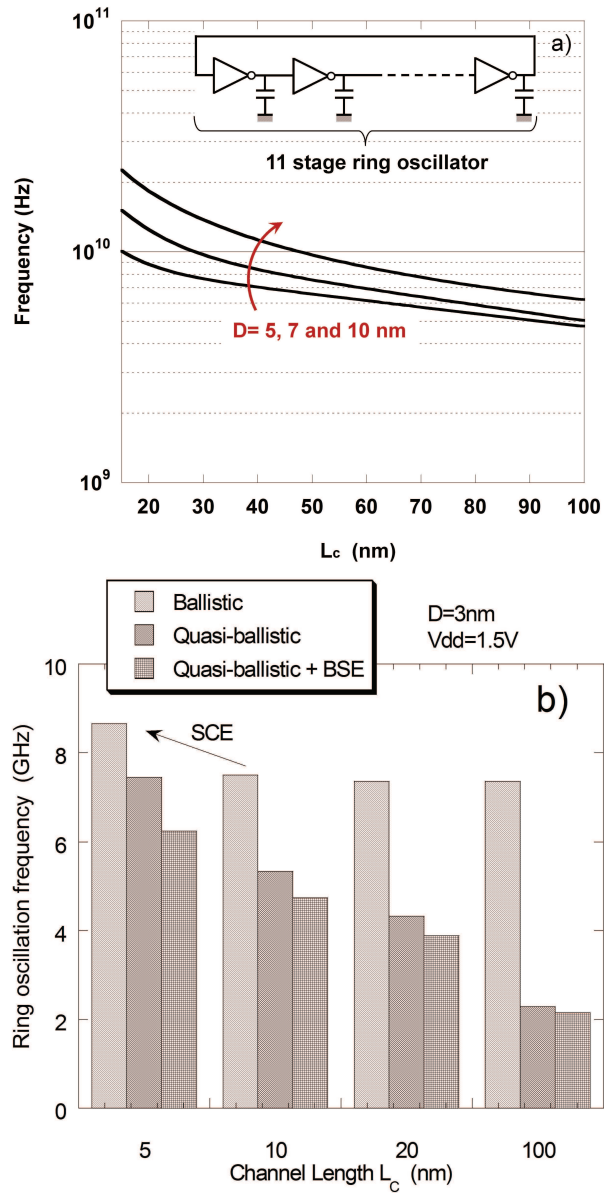 10¹¹
a)
11 stage ring oscillator
Frequency (Hz)
10¹⁰
D= 5, 7 and 10 nm
10⁹
20 30 40 50 60 70 80 90 100
Lc (nm)
Ballistic
Quasi-ballistic
Quasi-ballistic + BSE
D=3nm
Vdd=1.5V
b)
SCE
Ring oscillation frequency (GHz)
10
8
6
4
2
0
5 10 20 100
Channel Length LC (nm)